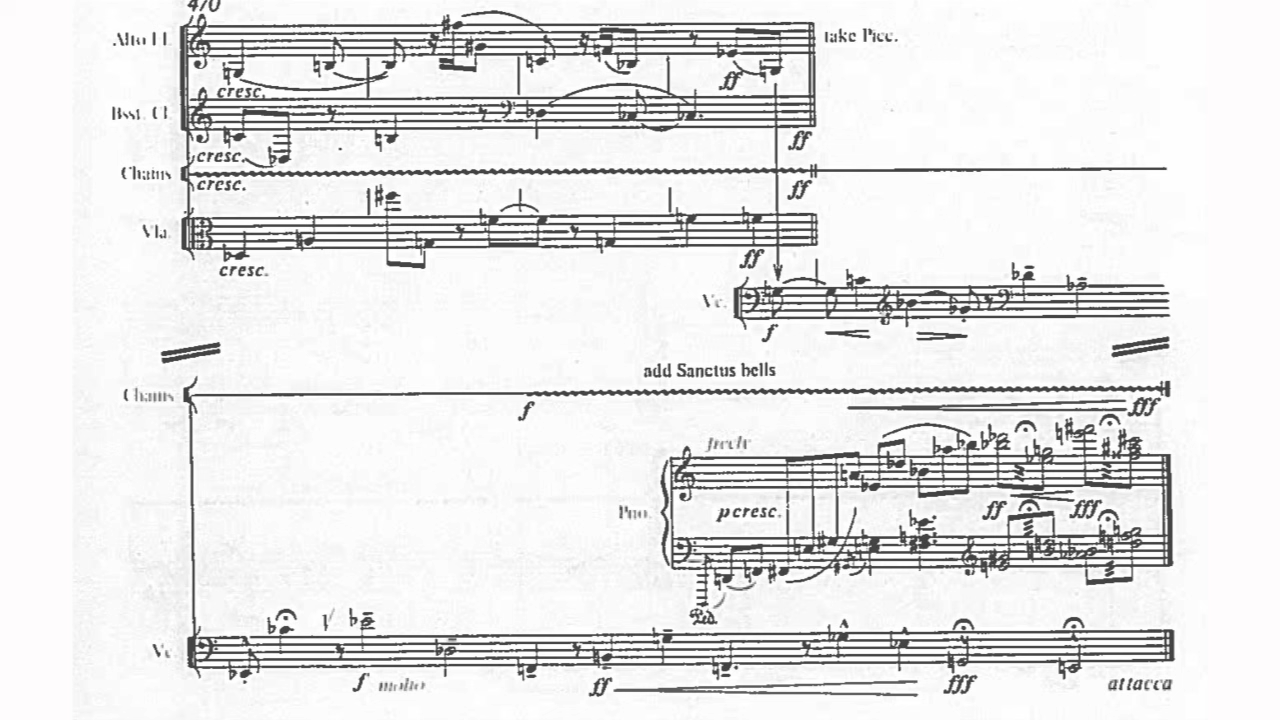 470
Alto Fl.
take Picc.
cresc.
ff
Bsst. Cl.
cresc.
ff
Chains
cresc.
ff
Vla.
cresc.
ff
Vc.
f
add Sanctus bells
Chains
f
fff
freely
Pno.
p cresc.
ff
fff
Ped.
Vc.
f molto
ff
fff
attacca